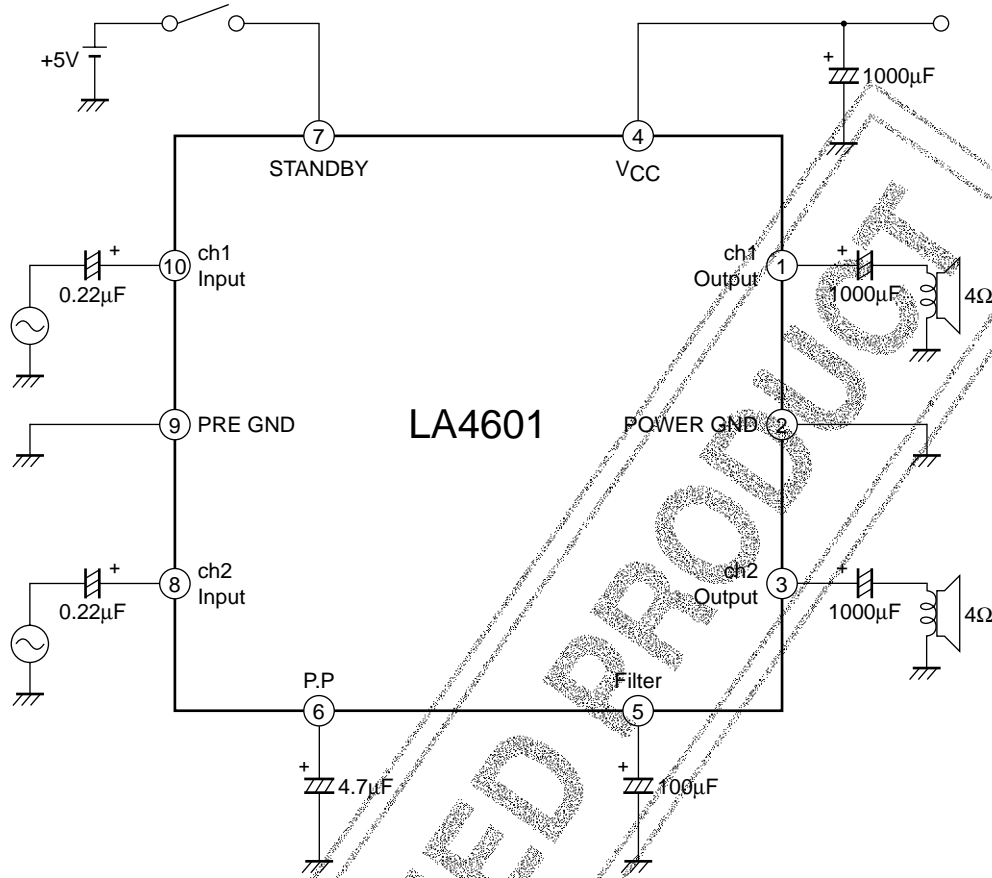 +5V
+
1000µF
7
4
STANDBY
VCC
+
10
ch1
Input
0.22µF
ch1
Output
1
+
1000µF
4Ω
9
PRE GND
LA4601
POWER GND
2
+
8
ch2
Input
0.22µF
ch2
Output
3
+
1000µF
4Ω
P.P
6
Filter
5
+
4.7µF
+
100µF
ED PRODUCT